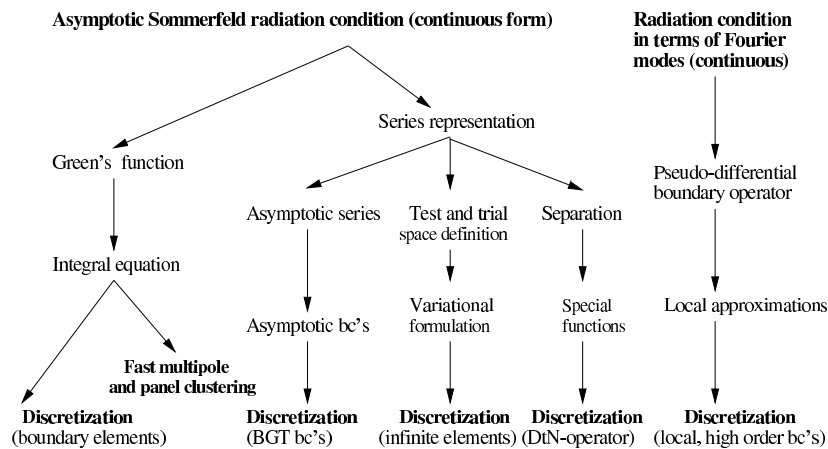 Asymptotic Sommerfeld radiation condition (continuous form)
Radiation condition
in terms of Fourier
modes (continuous)
Series representation
Green's function
Pseudo-differential
boundary operator
Asymptotic series
Test and trial
space definition
Separation
Integral equation
Asymptotic bc's
Variational
formulation
Special
functions
Local approximations
Fast multipole
and panel clustering
Discretization
(boundary elements)
Discretization
(BGT bc's)
Discretization
(infinite elements)
Discretization
(DtN-operator)
Discretization
(local, high order bc's)